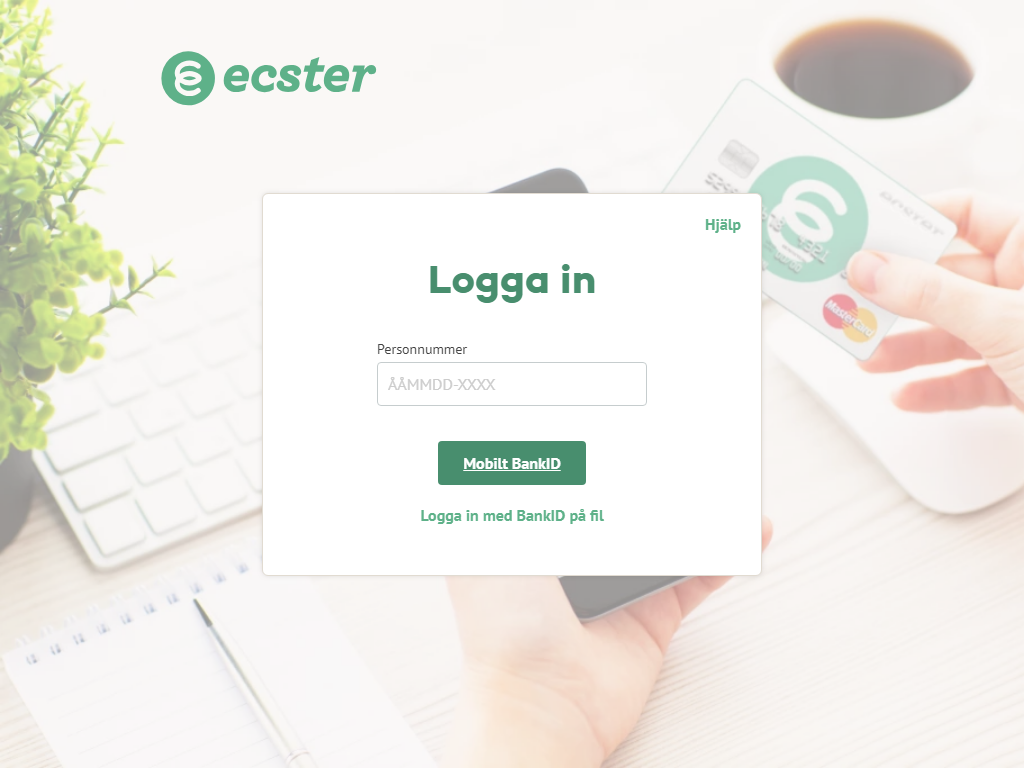 ecster
Hjälp
Logga in
Personnummer
ÅÅMMDD-XXXX
Mobilt BankID
Logga in med BankID på fil
MasterCard